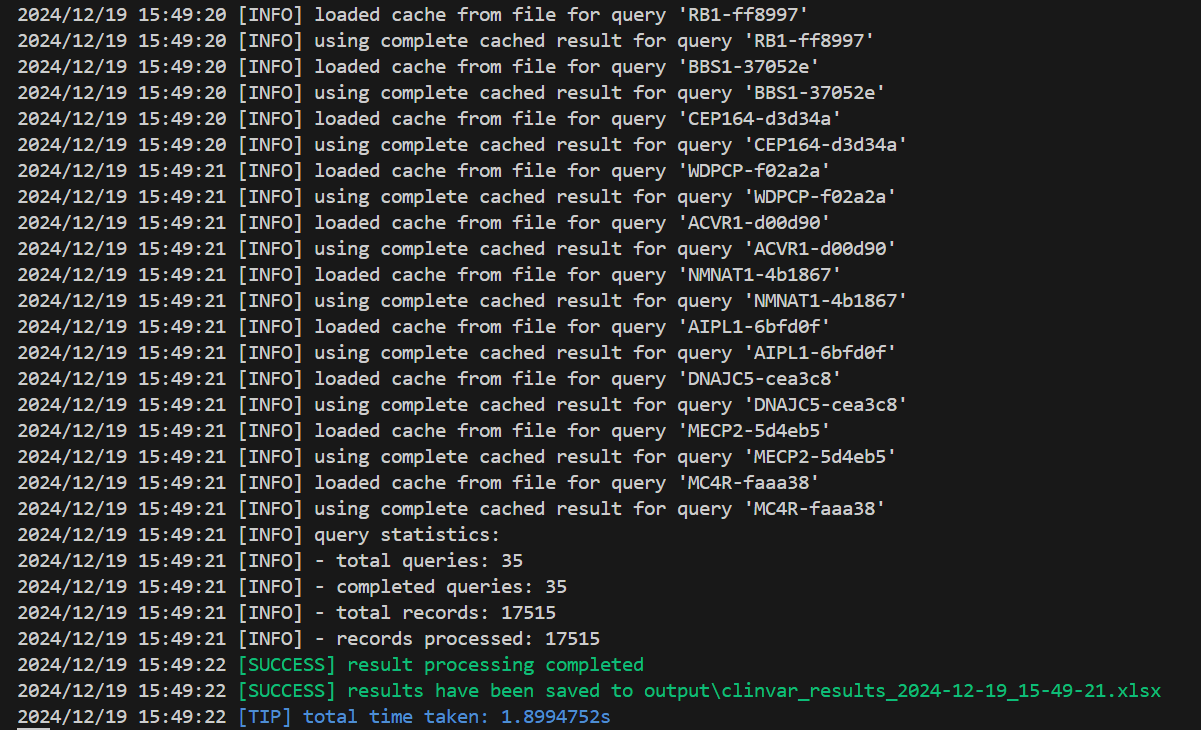 2024/12/19 15:49:20 [INFO] loaded cache from file for query 'RB1-ff8997'
2024/12/19 15:49:20 [INFO] using complete cached result for query 'RB1-ff8997'
2024/12/19 15:49:20 [INFO] loaded cache from file for query 'BBS1-37052e'
2024/12/19 15:49:20 [INFO] using complete cached result for query 'BBS1-37052e'
2024/12/19 15:49:20 [INFO] loaded cache from file for query 'CEP164-d3d34a'
2024/12/19 15:49:20 [INFO] using complete cached result for query 'CEP164-d3d34a'
2024/12/19 15:49:21 [INFO] loaded cache from file for query 'WDPCP-f02a2a'
2024/12/19 15:49:21 [INFO] using complete cached result for query 'WDPCP-f02a2a'
2024/12/19 15:49:21 [INFO] loaded cache from file for query 'ACVR1-d00d90'
2024/12/19 15:49:21 [INFO] using complete cached result for query 'ACVR1-d00d90'
2024/12/19 15:49:21 [INFO] loaded cache from file for query 'NMNAT1-4b1867'
2024/12/19 15:49:21 [INFO] using complete cached result for query 'NMNAT1-4b1867'
2024/12/19 15:49:21 [INFO] loaded cache from file for query 'AIPL1-6bfd0f'
2024/12/19 15:49:21 [INFO] using complete cached result for query 'AIPL1-6bfd0f'
2024/12/19 15:49:21 [INFO] loaded cache from file for query 'DNAJC5-cea3c8'
2024/12/19 15:49:21 [INFO] using complete cached result for query 'DNAJC5-cea3c8'
2024/12/19 15:49:21 [INFO] loaded cache from file for query 'MECP2-5d4eb5'
2024/12/19 15:49:21 [INFO] using complete cached result for query 'MECP2-5d4eb5'
2024/12/19 15:49:21 [INFO] loaded cache from file for query 'MC4R-faaa38'
2024/12/19 15:49:21 [INFO] using complete cached result for query 'MC4R-faaa38'
2024/12/19 15:49:21 [INFO] query statistics:
2024/12/19 15:49:21 [INFO] - total queries: 35
2024/12/19 15:49:21 [INFO] - completed queries: 35
2024/12/19 15:49:21 [INFO] - total records: 17515
2024/12/19 15:49:21 [INFO] - records processed: 17515
2024/12/19 15:49:22 [SUCCESS] result processing completed
2024/12/19 15:49:22 [SUCCESS] results have been saved to output\clinvar_results_2024-12-19_15-49-21.xlsx
2024/12/19 15:49:22 [TIP] total time taken: 1.8994752s